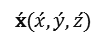 x́(x́, ý, ź)